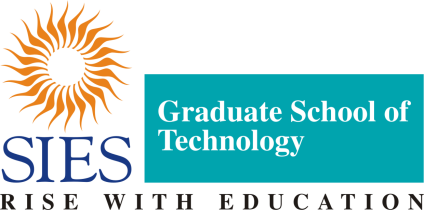 Graduate School of
Technology
SIES
RISE WITH EDUCATION